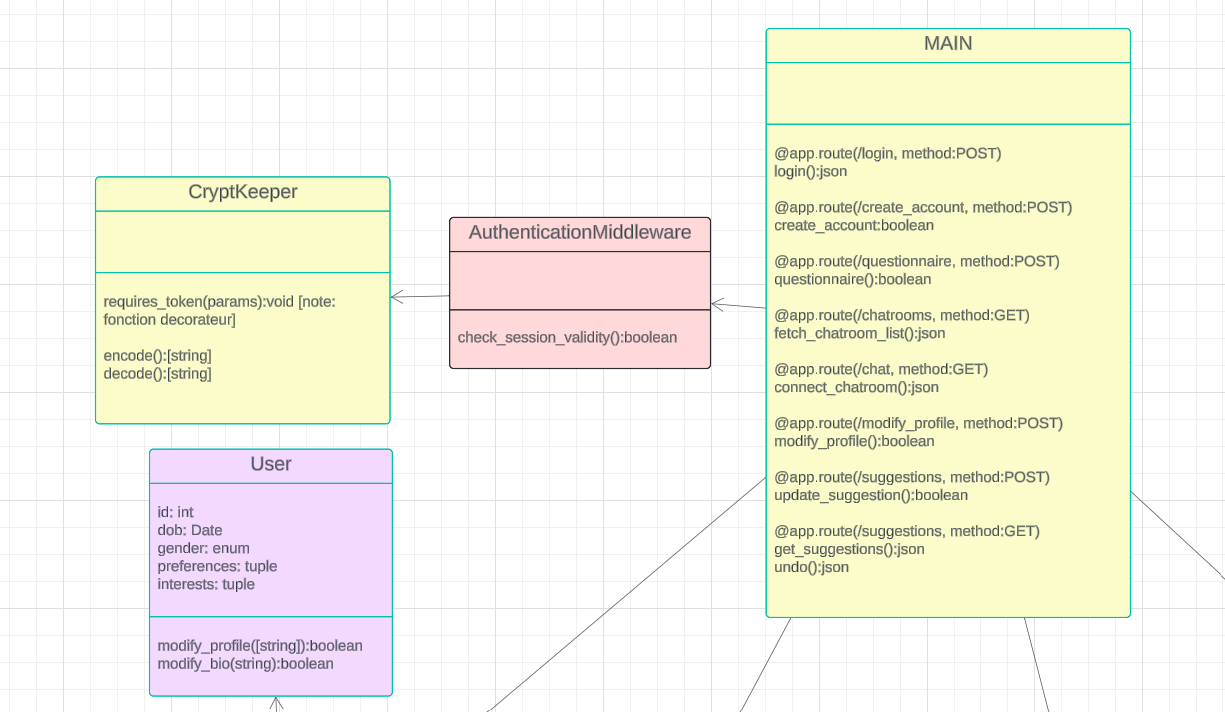 MAIN
@app.route(/login, method:POST)
login():json
@app.route(/create_account, method:POST)
create_account:boolean
@app.route(/questionnaire, method:POST)
questionnaire():boolean
@app.route(/chatrooms, method:GET)
fetch_chatroom_list():json
@app.route(/chat, method:GET)
connect_chatroom():json
@app.route(/modify_profile, method:POST)
modify_profile():boolean
@app.route(/suggestions, method:POST)
update_suggestion():boolean
@app.route(/suggestions, method:GET)
get_suggestions():json
undo():json
CryptKeeper
requires_token(params):void [note:
fonction decorateur]
encode():[string]
decode():[string]
AuthenticationMiddleware
check_session_validity():boolean
User
id: int
dob: Date
gender: enum
preferences: tuple
interests: tuple
modify_profile([string]):boolean
modify_bio(string):boolean